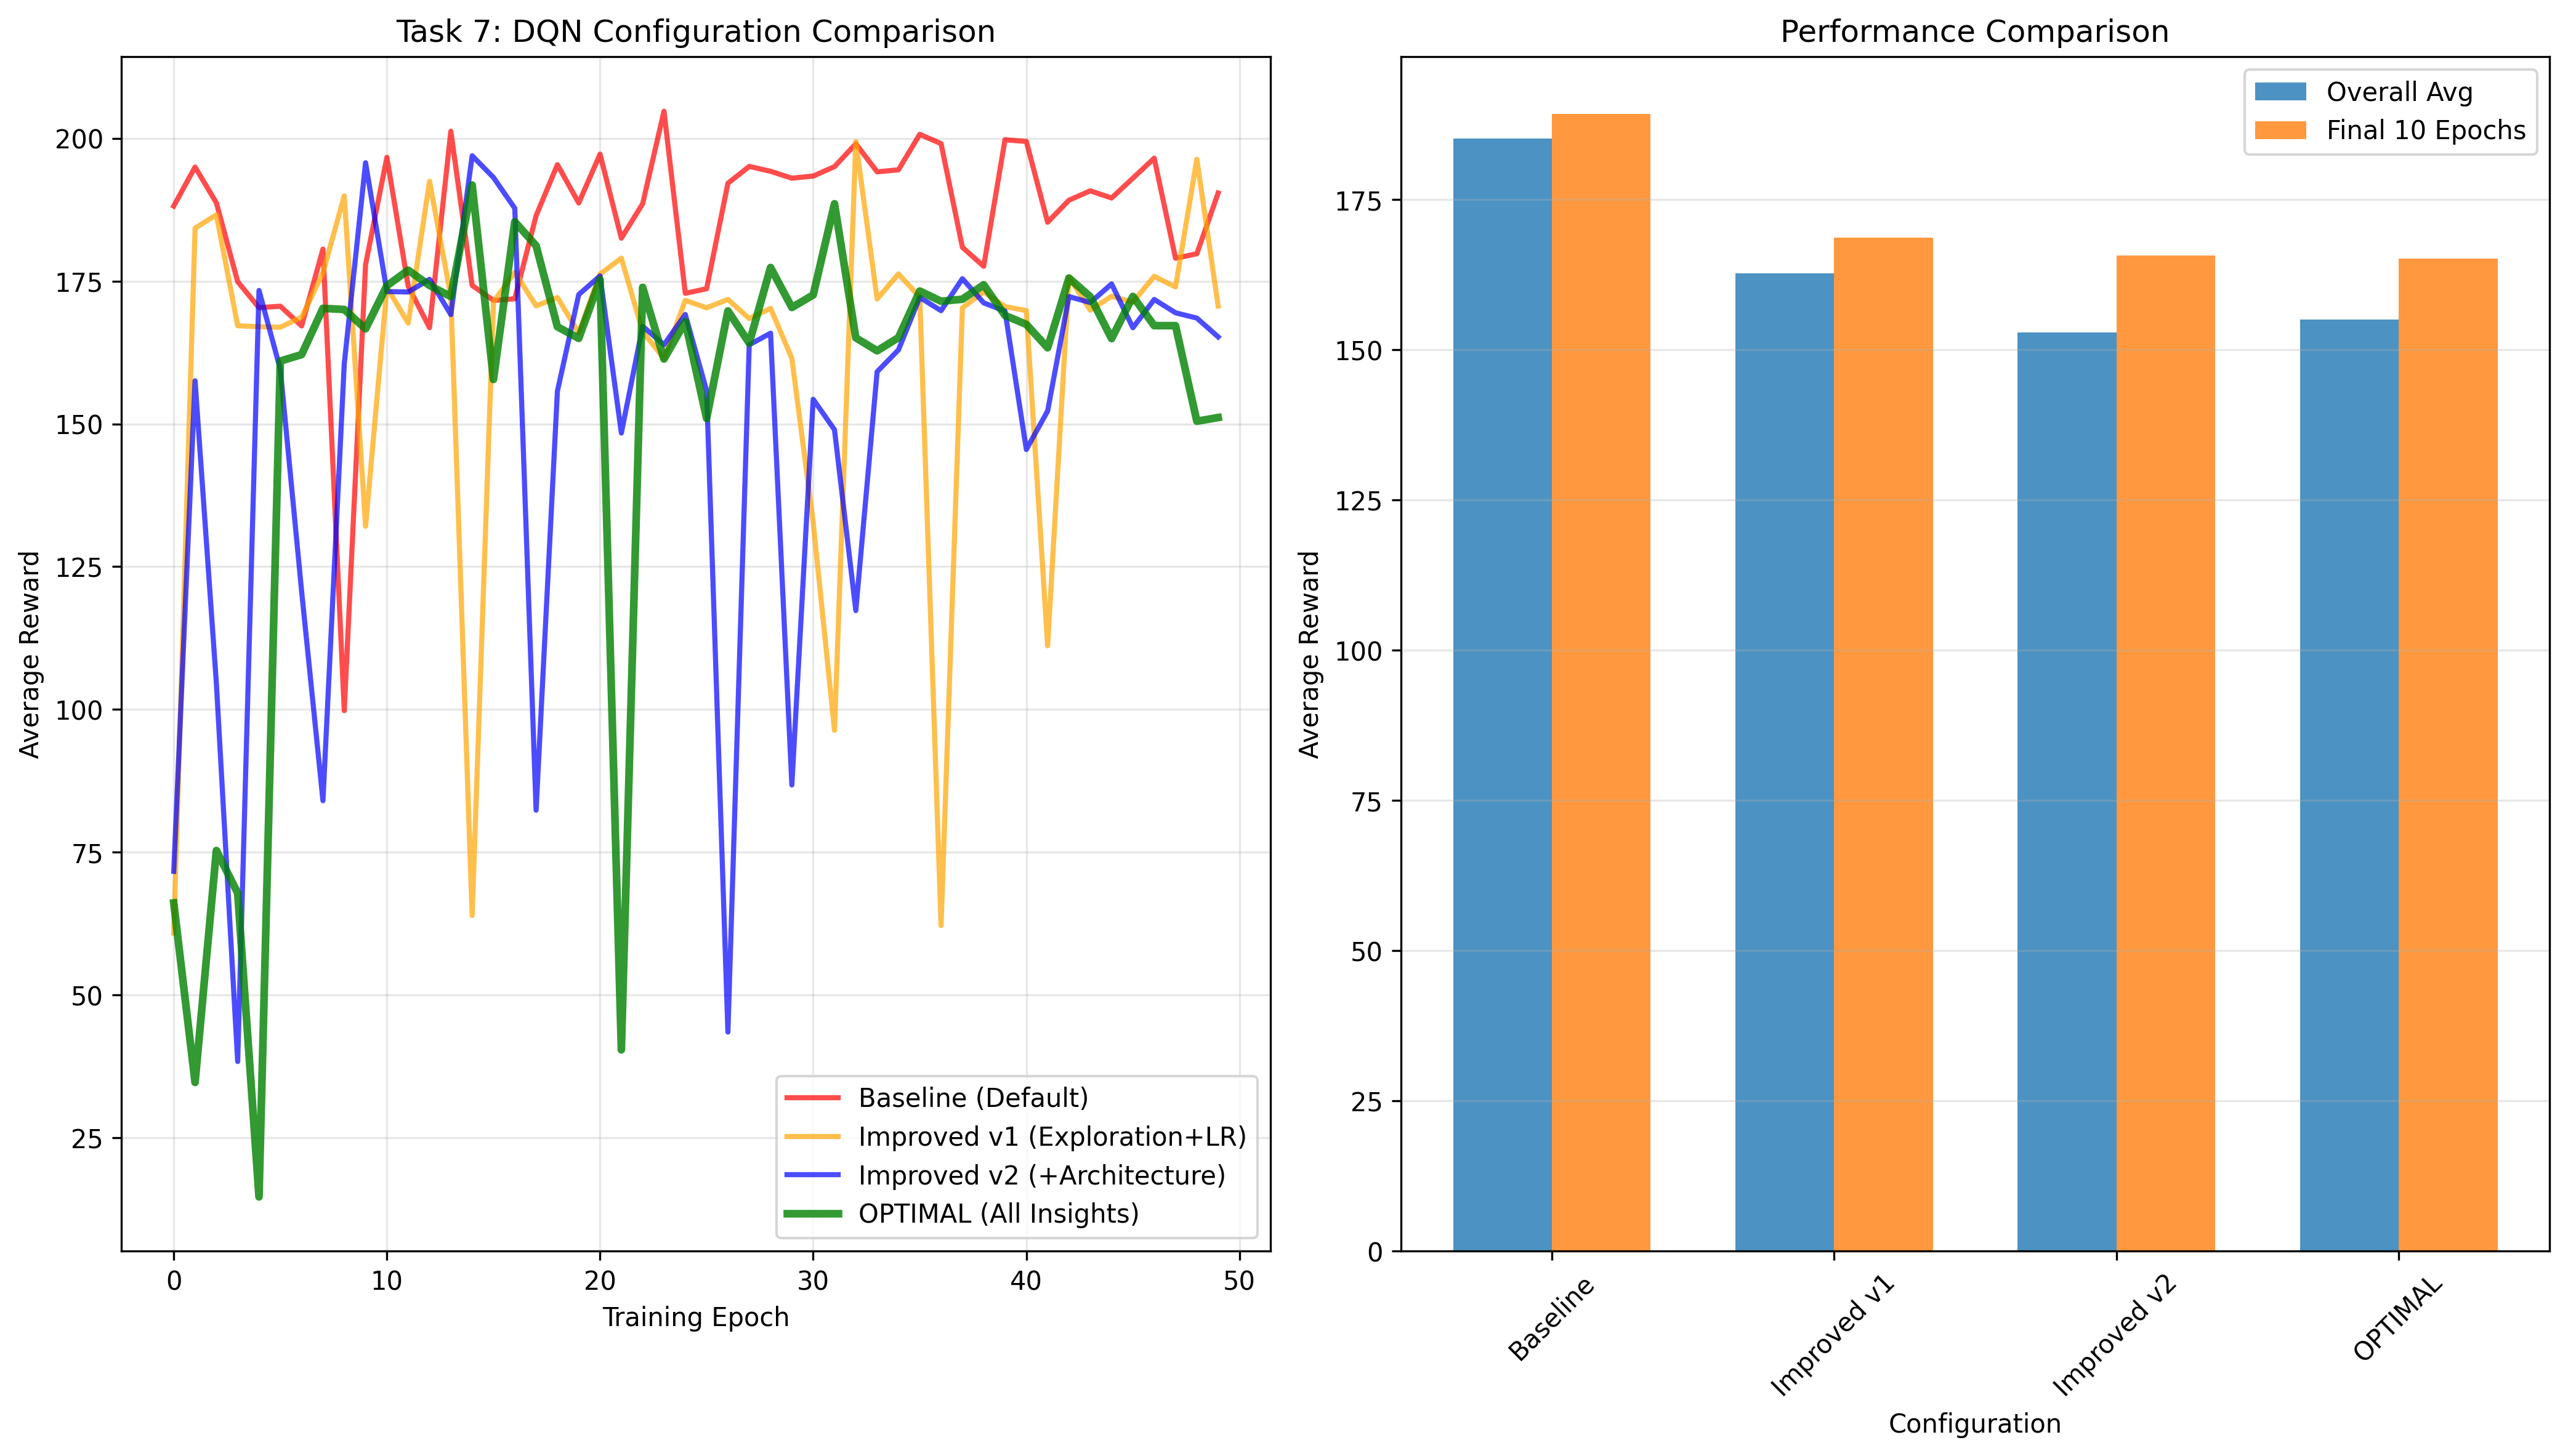 Task 7: DQN Configuration Comparison
Average Reward
200
175
150
125
100
75
50
25
0
10
20
30
40
50
Training Epoch
Baseline (Default)
Improved v1 (Exploration+LR)
Improved v2 (+Architecture)
OPTIMAL (All Insights)
Performance Comparison
Overall Avg
Final 10 Epochs
Average Reward
175
150
125
100
75
50
25
0
Baseline
Improved v1
Improved v2
OPTIMAL
Configuration